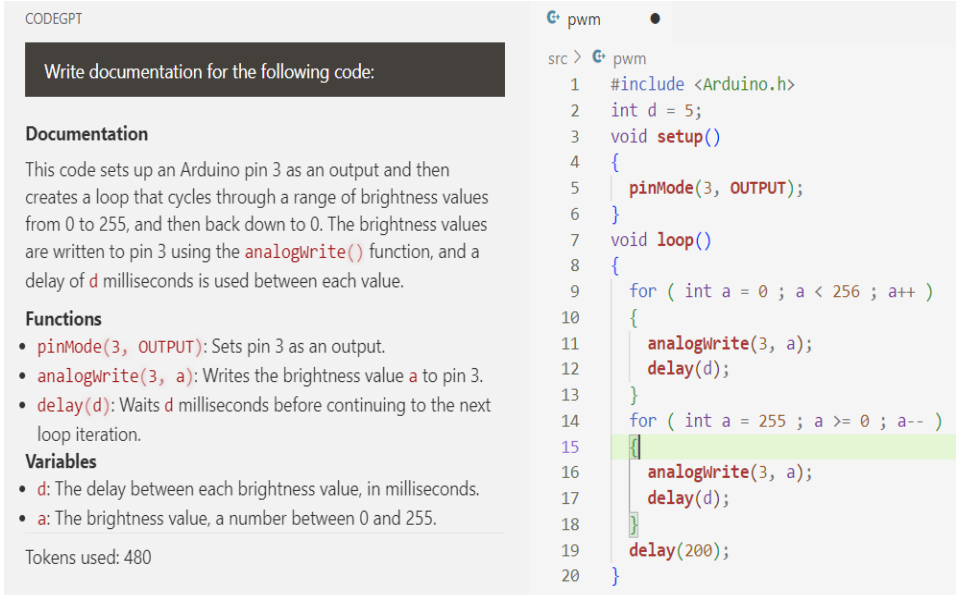 CODEGPT
Write documentation for the following code:
Documentation
This code sets up an Arduino pin 3 as an output and then
creates a loop that cycles through a range of brightness values
from 0 to 255, and then back down to 0. The brightness values
are written to pin 3 using the analogWrite() function, and a
delay of d milliseconds is used between each value.
Functions
• pinMode(3, OUTPUT): Sets pin 3 as an output.
• analogWrite(3, a): Writes the brightness value a to pin 3.
• delay(d): Waits d milliseconds before continuing to the next
loop iteration.
Variables
• d: The delay between each brightness value, in milliseconds.
• a: The brightness value, a number between 0 and 255.
Tokens used: 480
pwm ●
src > pwm
1 #include <Arduino.h>
2 int d = 5;
3 void setup()
4 {
5 pinMode(3, OUTPUT);
6 }
7 void loop()
8 {
9 for ( int a = 0 ; a < 256 ; a++ )
10 {
11 analogWrite(3, a);
12 delay(d);
13 }
14 for ( int a = 255 ; a >= 0 ; a-- )
15 {
16 analogWrite(3, a);
17 delay(d);
18 }
19 delay(200);
20 }